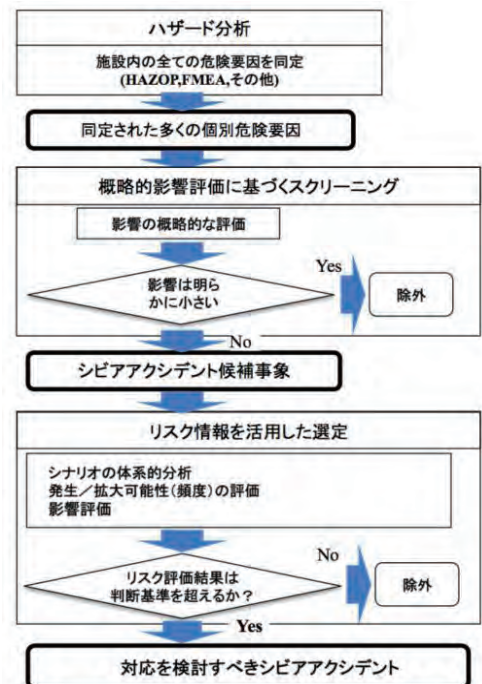 ハザード分析
施設内の全ての危険要因を同定
(HAZOP,FMEA,その他)
同定された多くの個別危険要因
概略的影響評価に基づくスクリーニング
影響の概略的な評価
Yes
影響は明ら
かに小さい
除外
No
シビアアクシデント候補事象
リスク情報を活用した選定
シナリオの体系的分析
発生／拡大可能性(頻度)の評価
影響評価
No
リスク評価結果は
判断基準を超えるか？
除外
Yes
対応を検討すべきシビアアクシデント